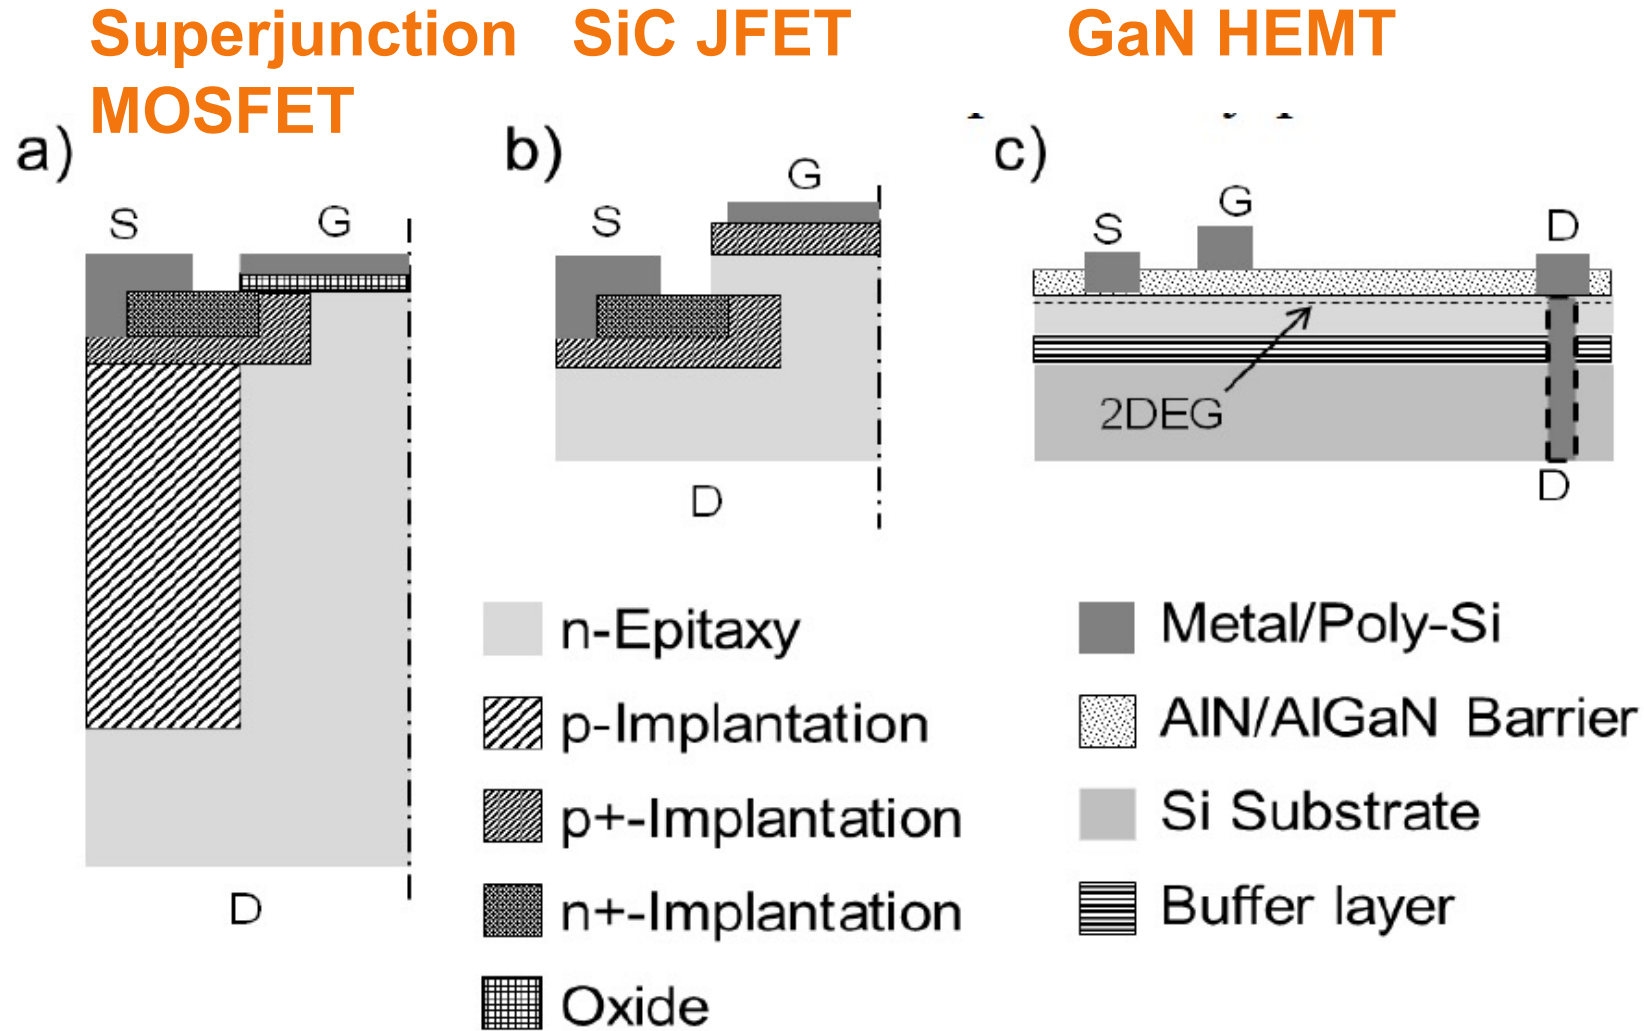 Superjunction MOSFET
SiC JFET
GaN HEMT
a)
S
G
D
b)
S
G
D
c)
S
G
D
2DEG
D
n-Epitaxy
p-Implantation
p+-Implantation
n+-Implantation
Oxide
Metal/Poly-Si
AlN/AlGaN Barrier
Si Substrate
Buffer layer